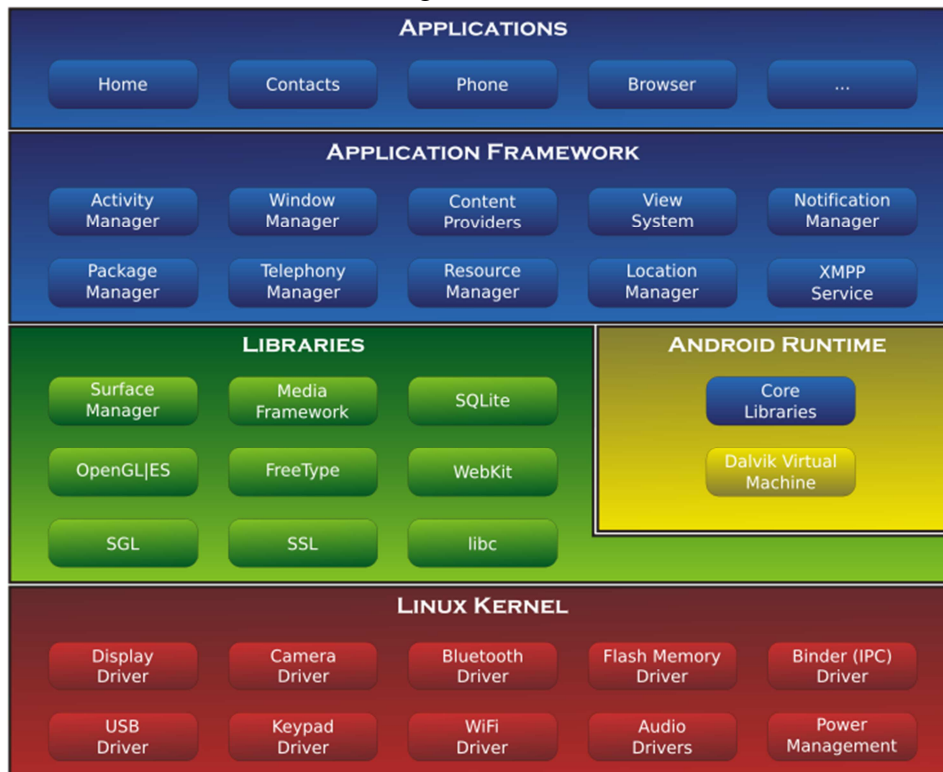 APPLICATIONS
Home
Contacts
Phone
Browser
...
APPLICATION FRAMEWORK
Activity
Manager
Window
Manager
Content
Providers
View
System
Notification
Manager
Package
Manager
Telephony
Manager
Resource
Manager
Location
Manager
XMPP
Service
LIBRARIES
Surface
Manager
Media
Framework
SQLite
OpenGL|ES
FreeType
WebKit
SGL
SSL
libc
ANDROID RUNTIME
Core
Libraries
Dalvik Virtual
Machine
LINUX KERNEL
Display
Driver
Camera
Driver
Bluetooth
Driver
Flash Memory
Driver
Binder (IPC)
Driver
USB
Driver
Keypad
Driver
WiFi
Driver
Audio
Drivers
Power
Management